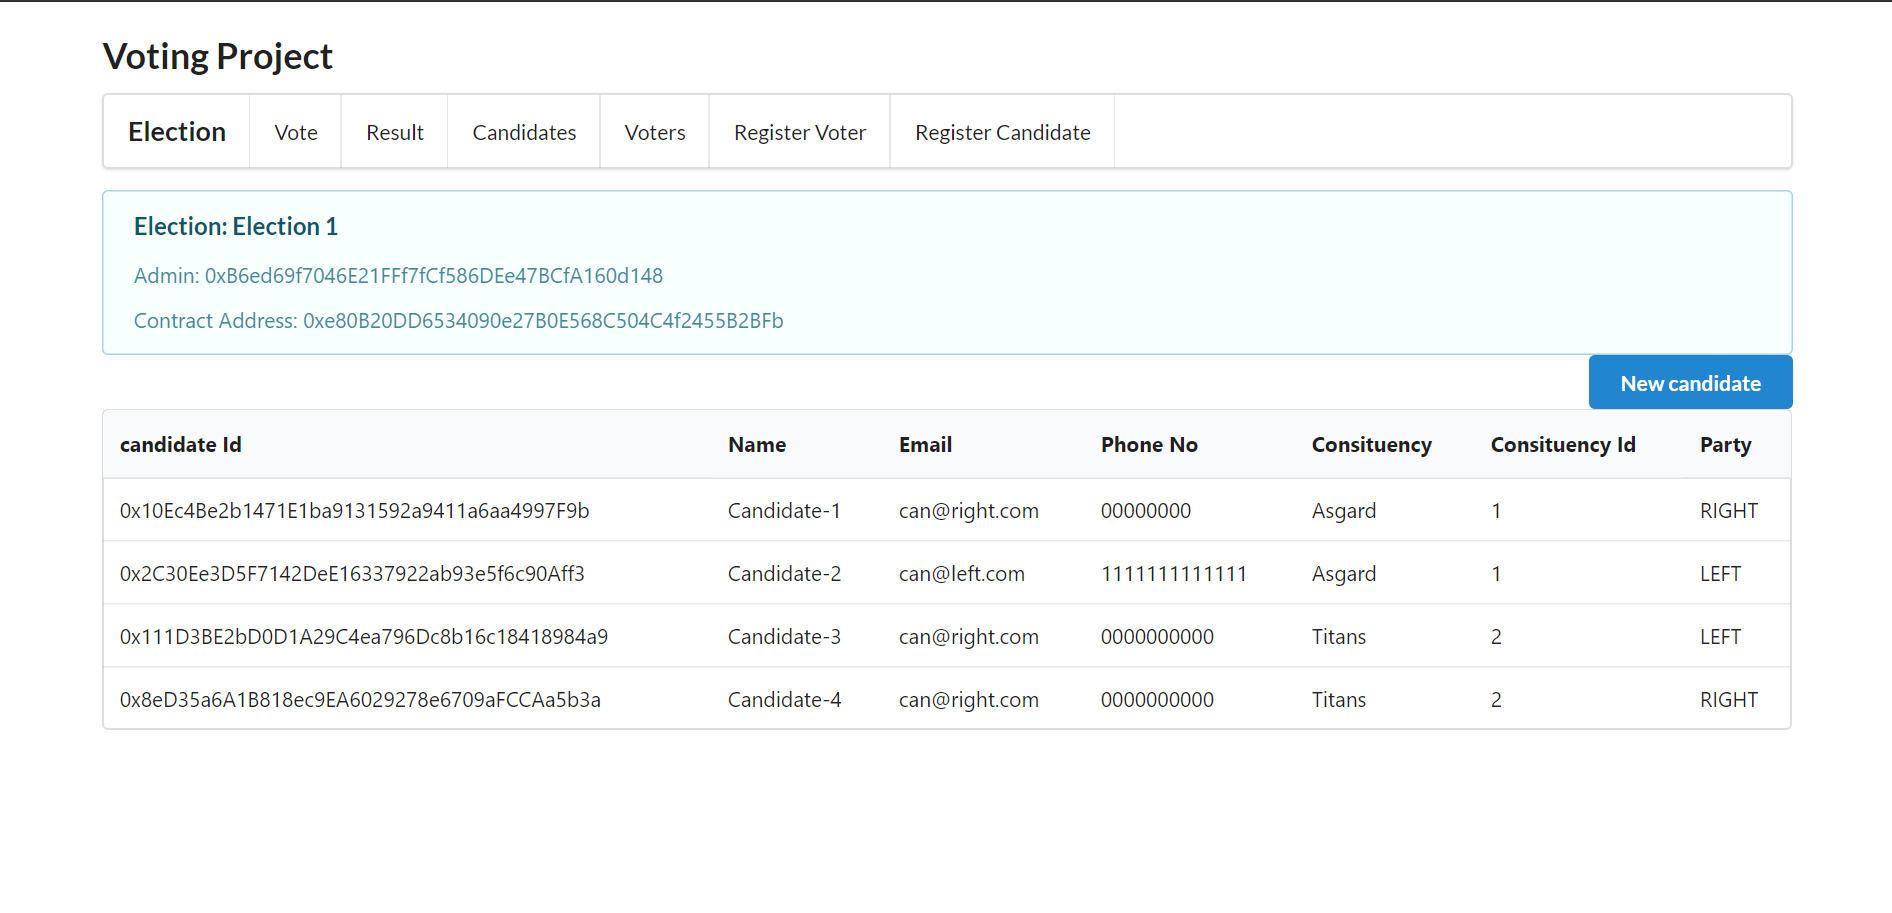 Voting Project
Election Vote Result Candidates Voters Register Voter Register Candidate
Election: Election 1
Admin: 0xB6ed69f7046E21FFf7fCf586DEe47BCfA160d148
Contract Address: 0xe80B20DD6534090e27B0E568C504C4f2455B2BFb
New candidate
candidate Id Name Email Phone No Consituency Consituency Id Party
0x10Ec4Be2b1471E1ba9131592a9411a6aa4997F9b Candidate-1 can@right.com 00000000 Asgard 1 RIGHT
0x2C30Ee3D5F7142DeE16337922ab93e5f6c90Aff3 Candidate-2 can@left.com 1111111111111 Asgard 1 LEFT
0x111D3BE2bD0D1A29C4ea796Dc8b16c18418984a9 Candidate-3 can@right.com 0000000000 Titans 2 LEFT
0x8eD35a6A1B818ec9EA6029278e6709aFCCAa5b3a Candidate-4 can@right.com 0000000000 Titans 2 RIGHT